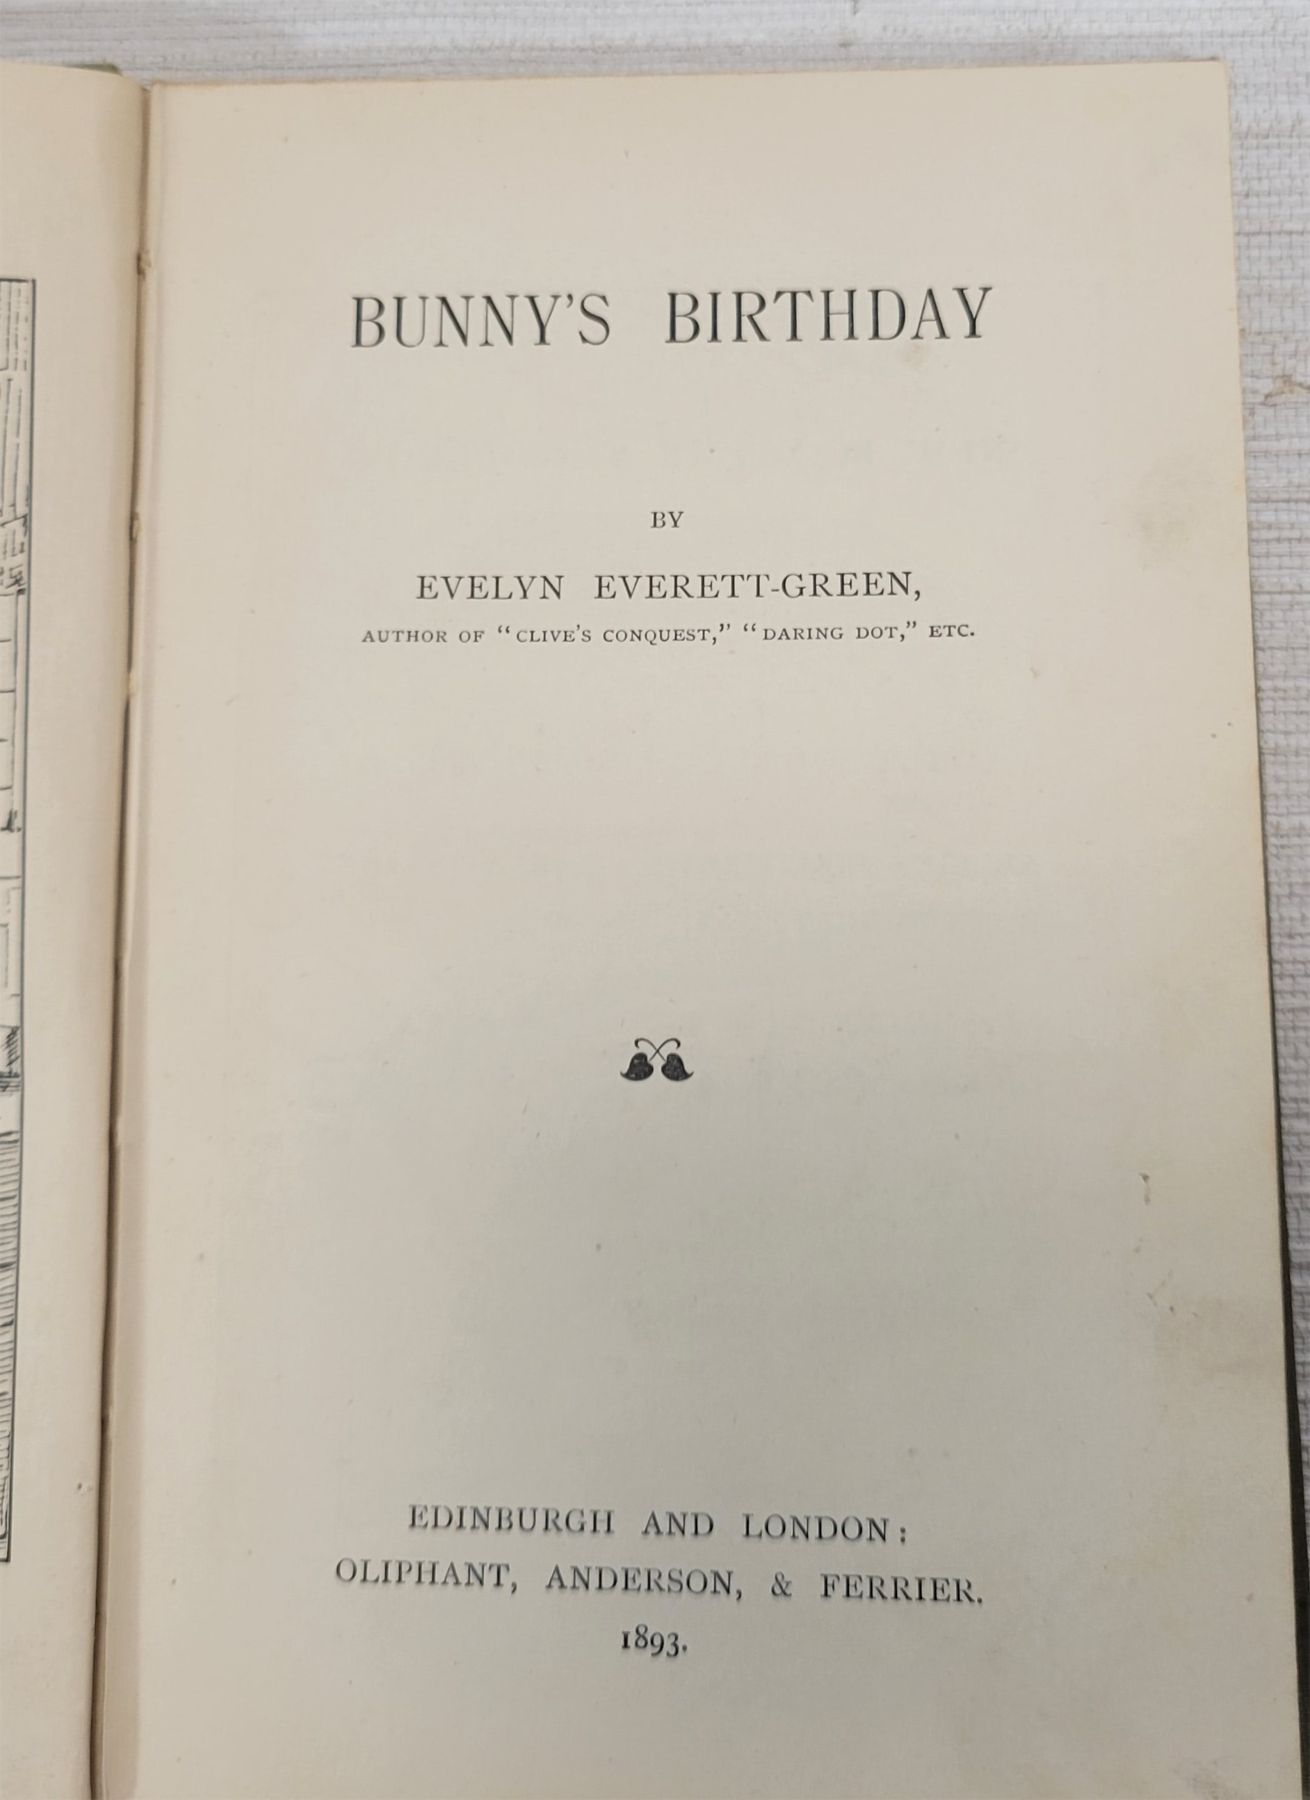 BUNNY'S BIRTHDAY
BY
EVELYN EVERETT-GREEN,
AUTHOR OF “CLIVE'S CONQUEST,” “DARING DOT,” ETC.
EDINBURGH AND LONDON:
OLIPHANT, ANDERSON, & FERRIER.
1893.